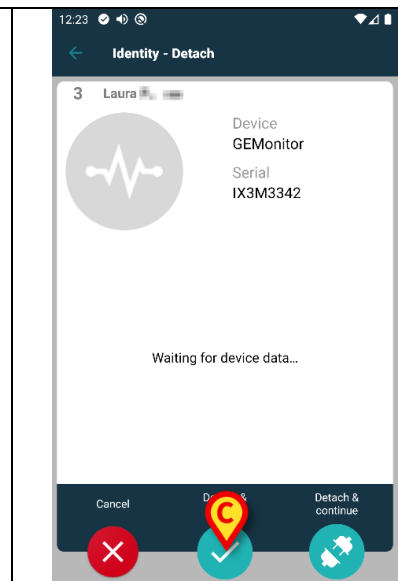 12:23
Identity - Detach
3 Laura
Device
GEMonitor
Serial
IX3M3342
Waiting for device data...
Cancel
&
Detach &
continue
C